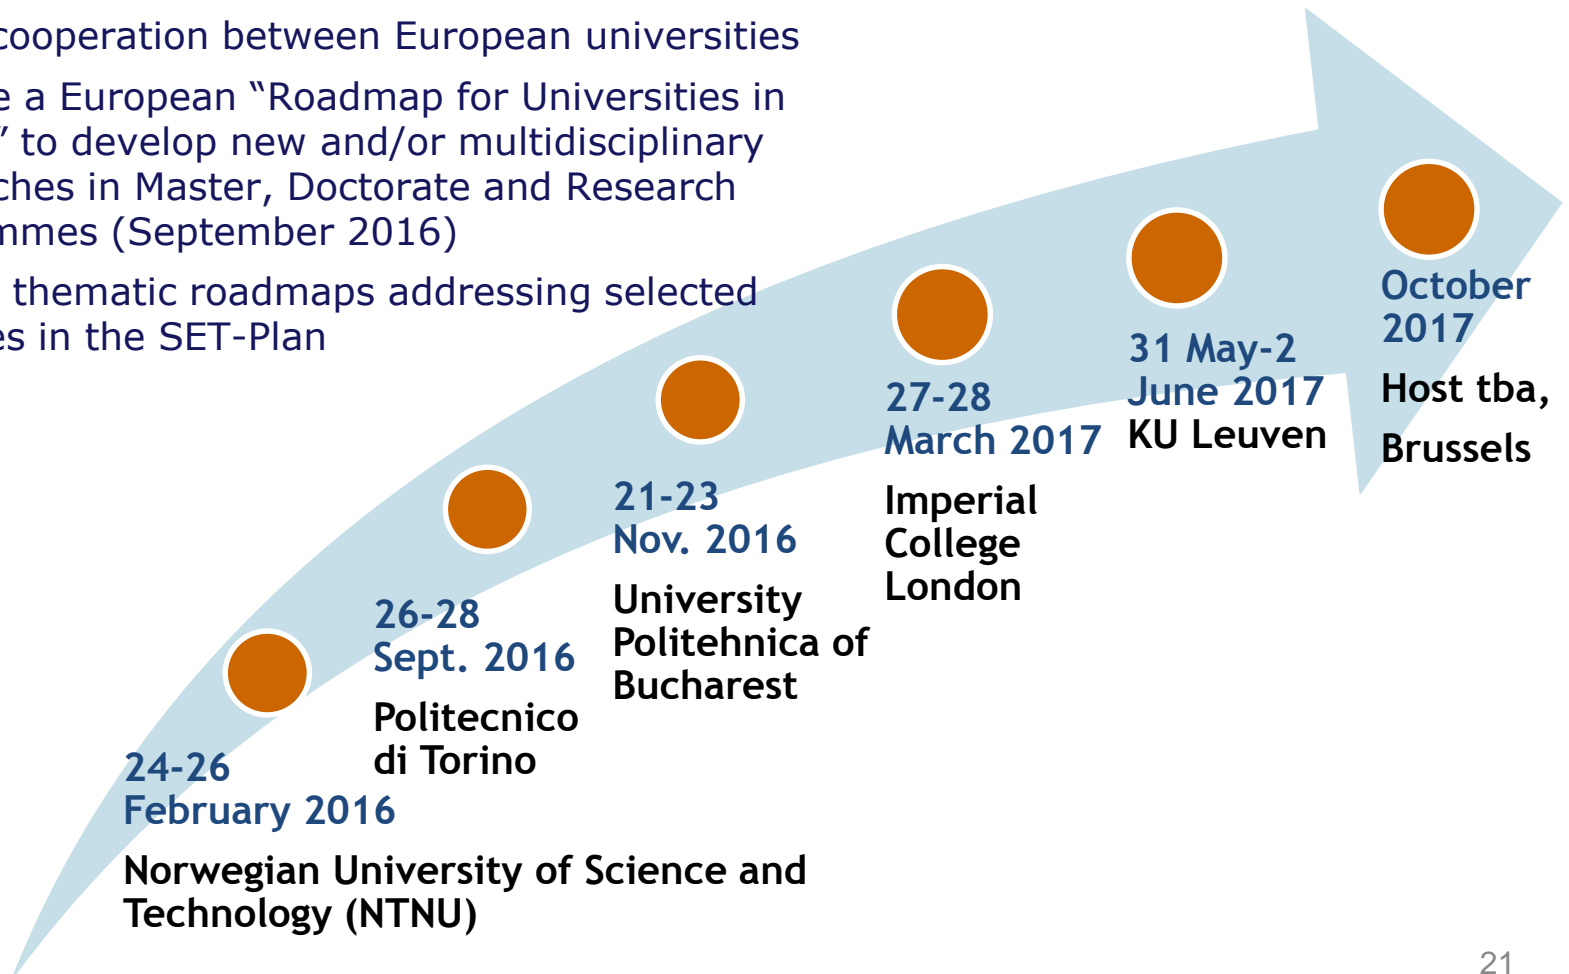 cooperation between European universities
e a European “Roadmap for Universities in
” to develop new and/or multidisciplinary
ches in Master, Doctorate and Research
mmes (September 2016)
thematic roadmaps addressing selected
es in the SET-Plan
24-26
February 2016
Norwegian University of Science and
Technology (NTNU)
26-28
Sept. 2016
Politecnico
di Torino
21-23
Nov. 2016
University
Politehnica of
Bucharest
27-28
March 2017
Imperial
College
London
31 May-2
June 2017
KU Leuven
October
2017
Host tba,
Brussels
21